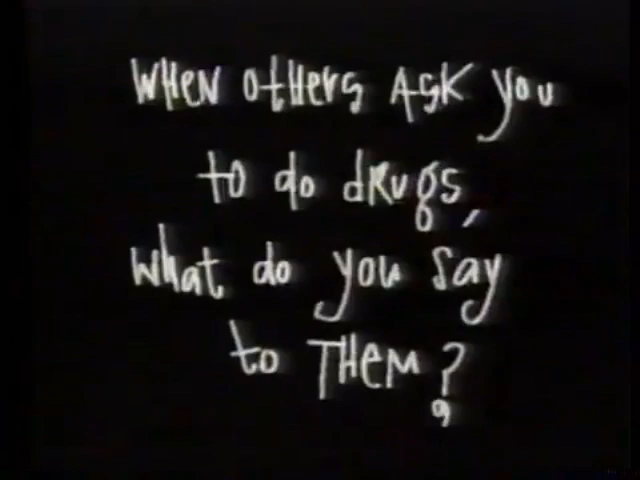 WHEN OtHErS ASK you
to do dRugs,
what do you say
to THEM?